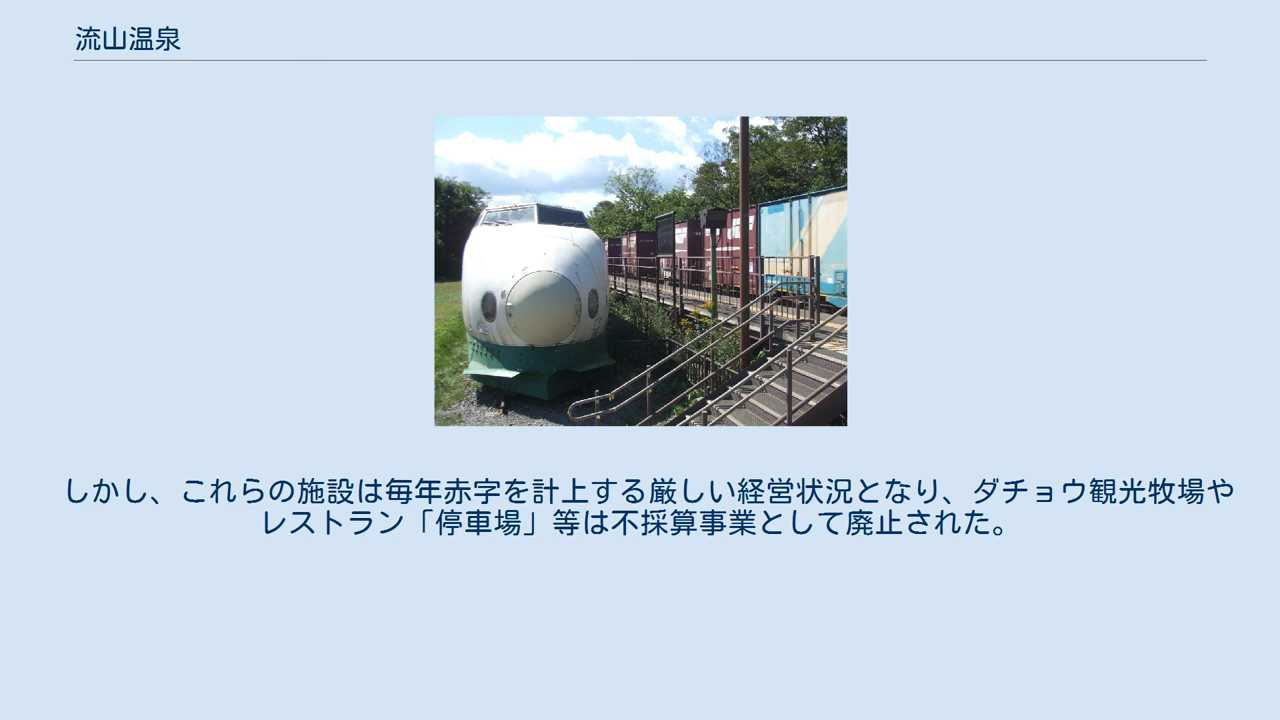 流山温泉
しかし、これらの施設は毎年赤字を計上する厳しい経営状況となり、ダチョウ観光牧場や
レストラン「停車場」等は不採算事業として廃止された。